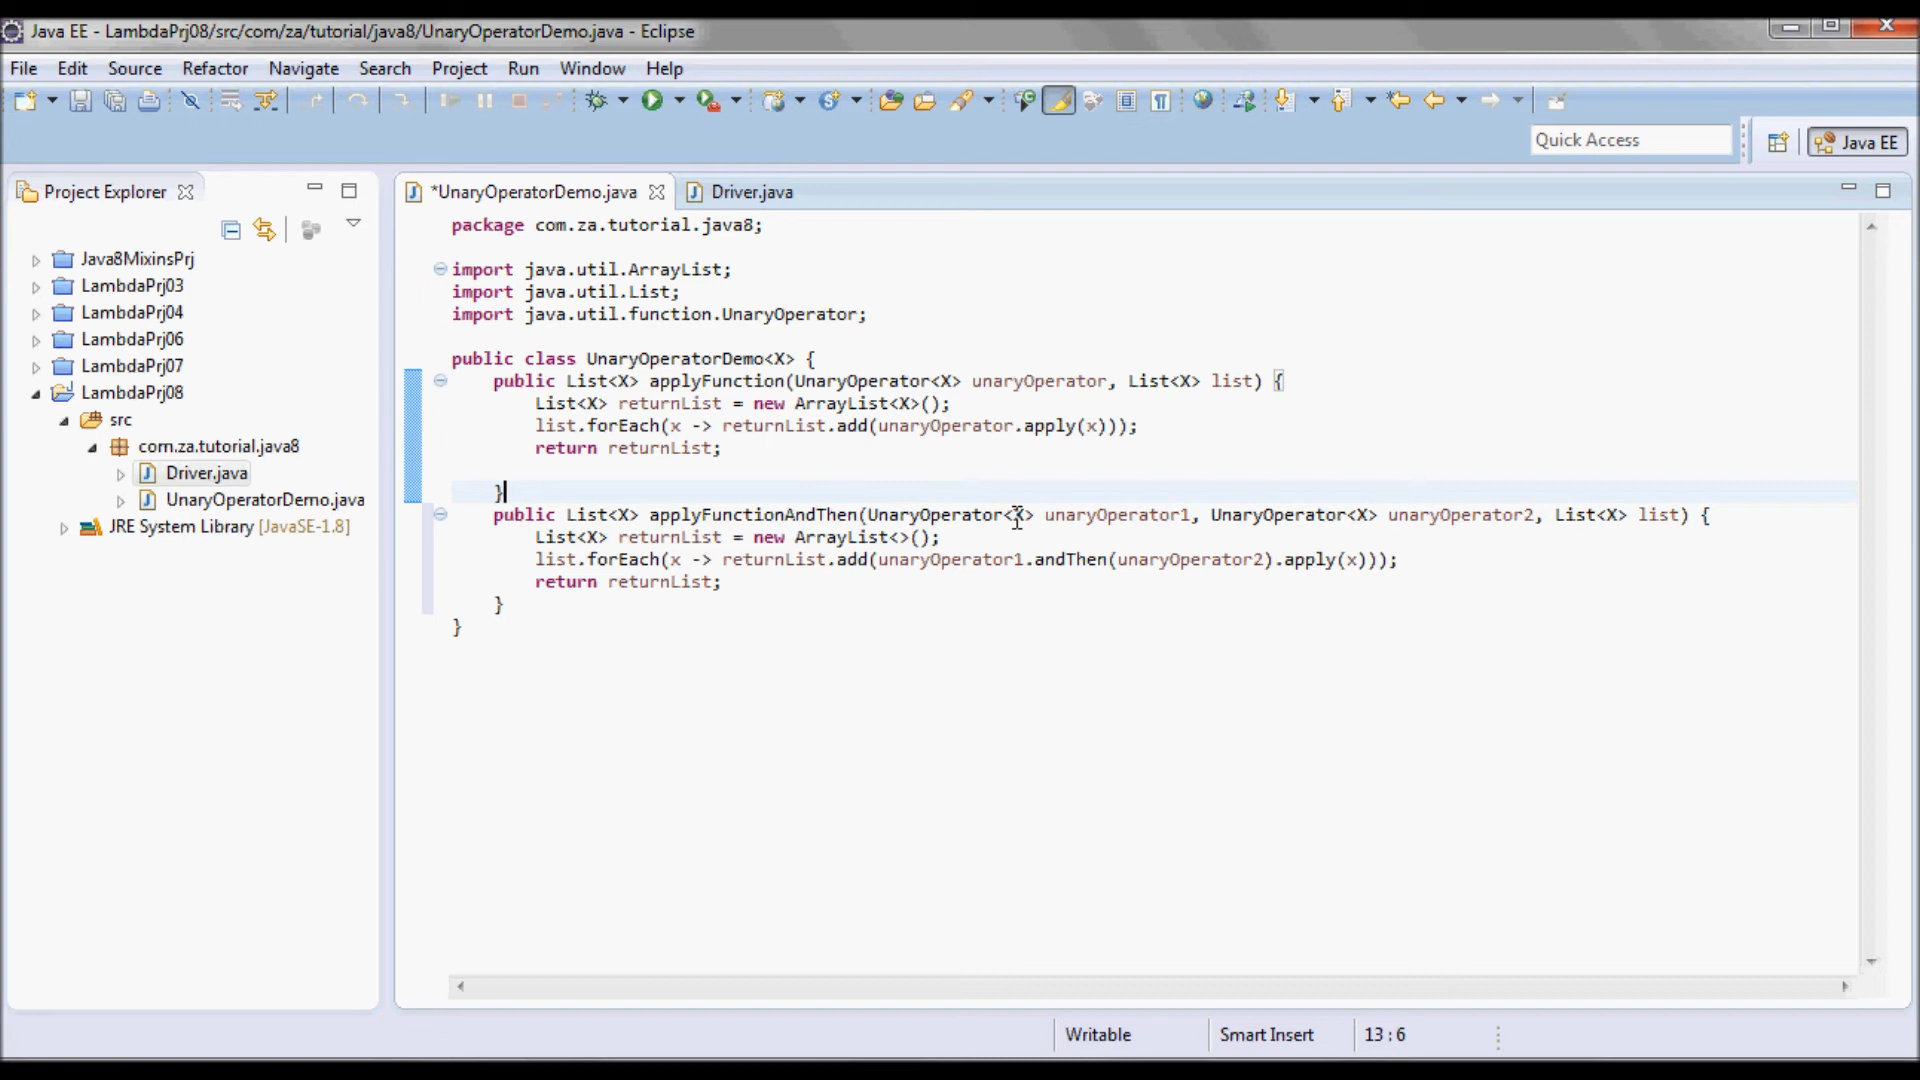 Java EE - LambdaPrj08/src/com/za/tutorial/java8/UnaryOperatorDemo.java - Eclipse
File Edit Source Refactor Navigate Search Project Run Window Help
Quick Access
Java EE
Project Explorer
*UnaryOperatorDemo.java
Driver.java
Java8MixinsPrj
LambdaPrj03
LambdaPrj04
LambdaPrj06
LambdaPrj07
LambdaPrj08
src
com.za.tutorial.java8
Driver.java
UnaryOperatorDemo.java
JRE System Library [JavaSE-1.8]
package com.za.tutorial.java8;
import java.util.ArrayList;
import java.util.List;
import java.util.function.UnaryOperator;
public class UnaryOperatorDemo<X> {
public List<X> applyFunction(UnaryOperator<X> unaryOperator, List<X> list) {
List<X> returnList = new ArrayList<X>();
list.forEach(x -> returnList.add(unaryOperator.apply(x)));
return returnList;
}
public List<X> applyFunctionAndThen(UnaryOperator<X> unaryOperator1, UnaryOperator<X> unaryOperator2, List<X> list) {
List<X> returnList = new ArrayList<>();
list.forEach(x -> returnList.add(unaryOperator1.andThen(unaryOperator2).apply(x)));
return returnList;
}
}
Writable
Smart Insert
13 : 6